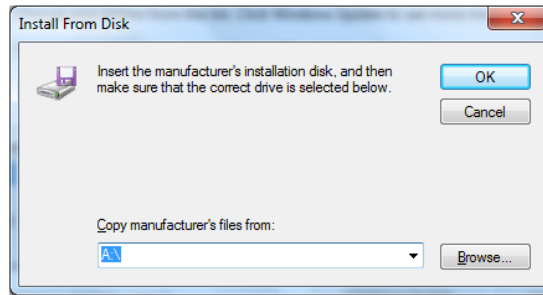 Install From Disk
Insert the manufacturer's installation disk, and then
make sure that the correct drive is selected below.
OK
Cancel
Copy manufacturer's files from:
A:\
Browse...